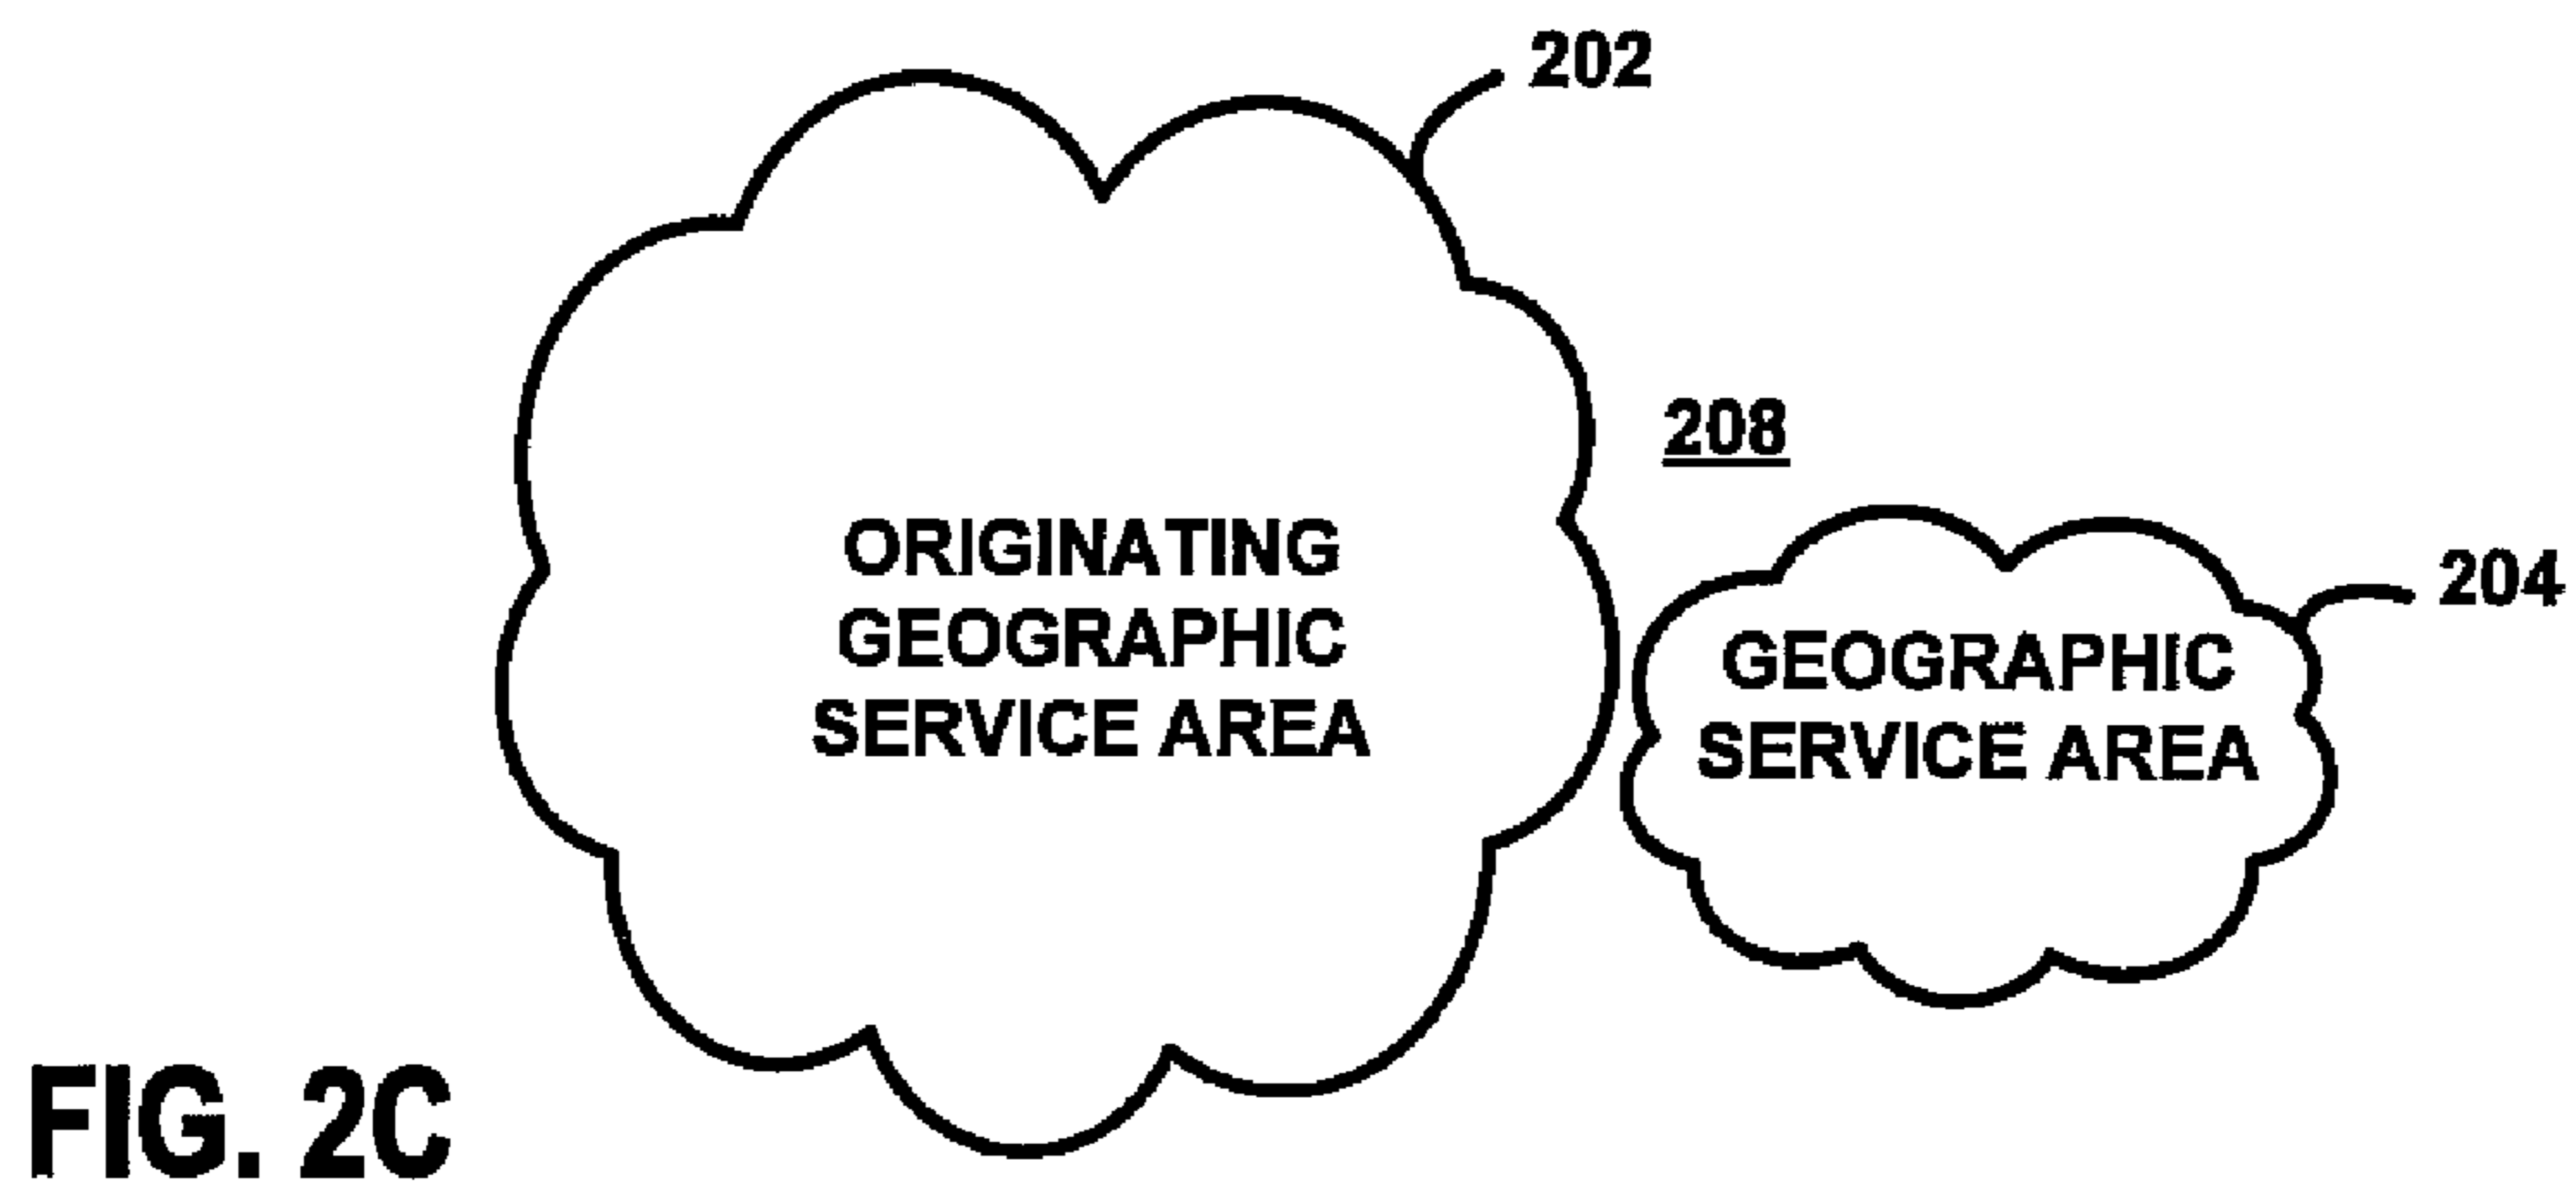 202
208
ORIGINATING
GEOGRAPHIC
SERVICE AREA
204
GEOGRAPHIC
SERVICE AREA
FIG. 2C